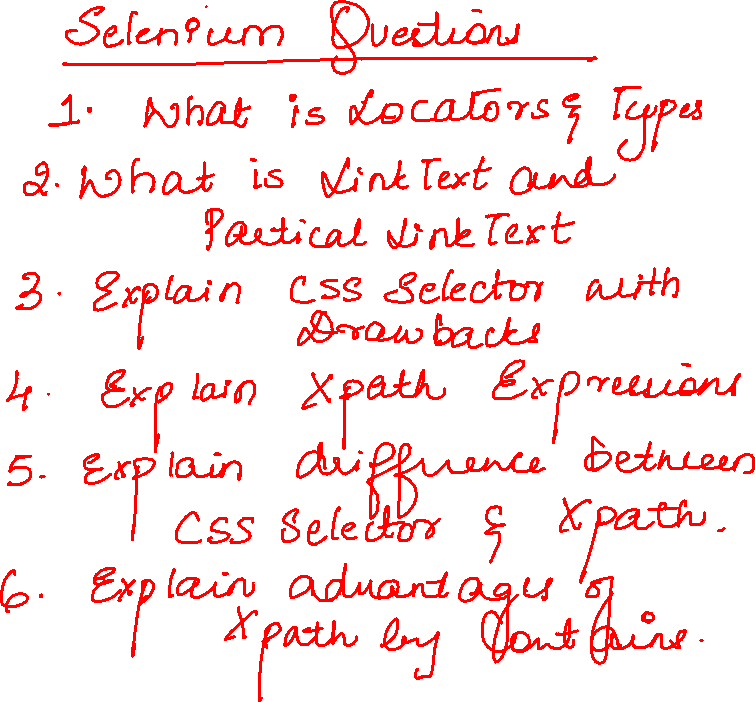 Selenium Questions
1. What is Locators & Types
2. What is Link Text and
Partical Link Text
3. Explain CSS Selector with
Drawbacks
4. Explain Xpath Expressions
5. Explain difference between
CSS Selector & Xpath.
6. Explain advantages of
Xpath by Contains.